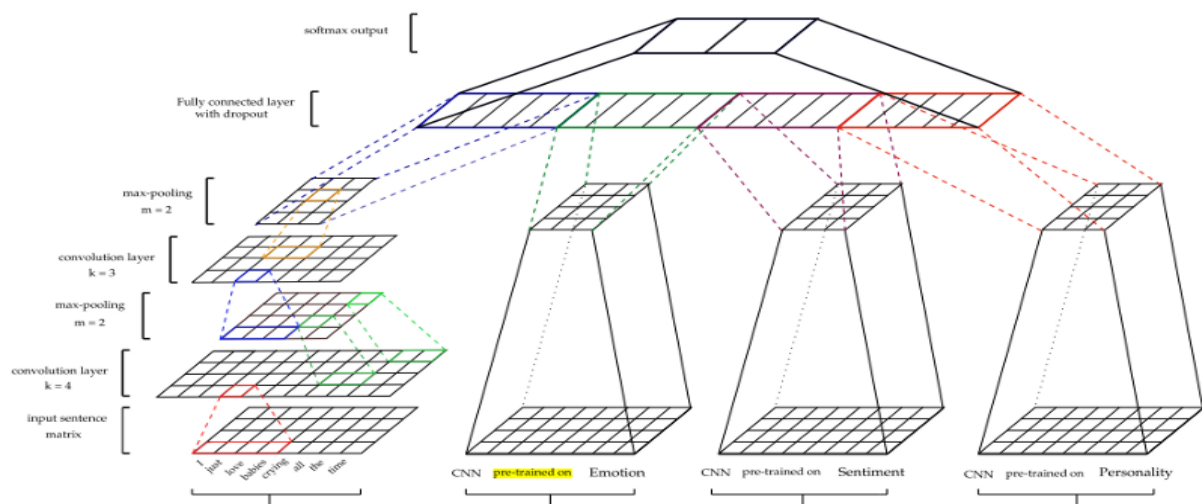 softmax output
Fully connected layer
with dropout
max-pooling
m = 2
convolution layer
k = 3
max-pooling
m = 2
convolution layer
k = 4
input sentence
matrix
I just love babies crying all the time
CNN pre-trained on Emotion
CNN pre-trained on Sentiment
CNN pre-trained on Personality